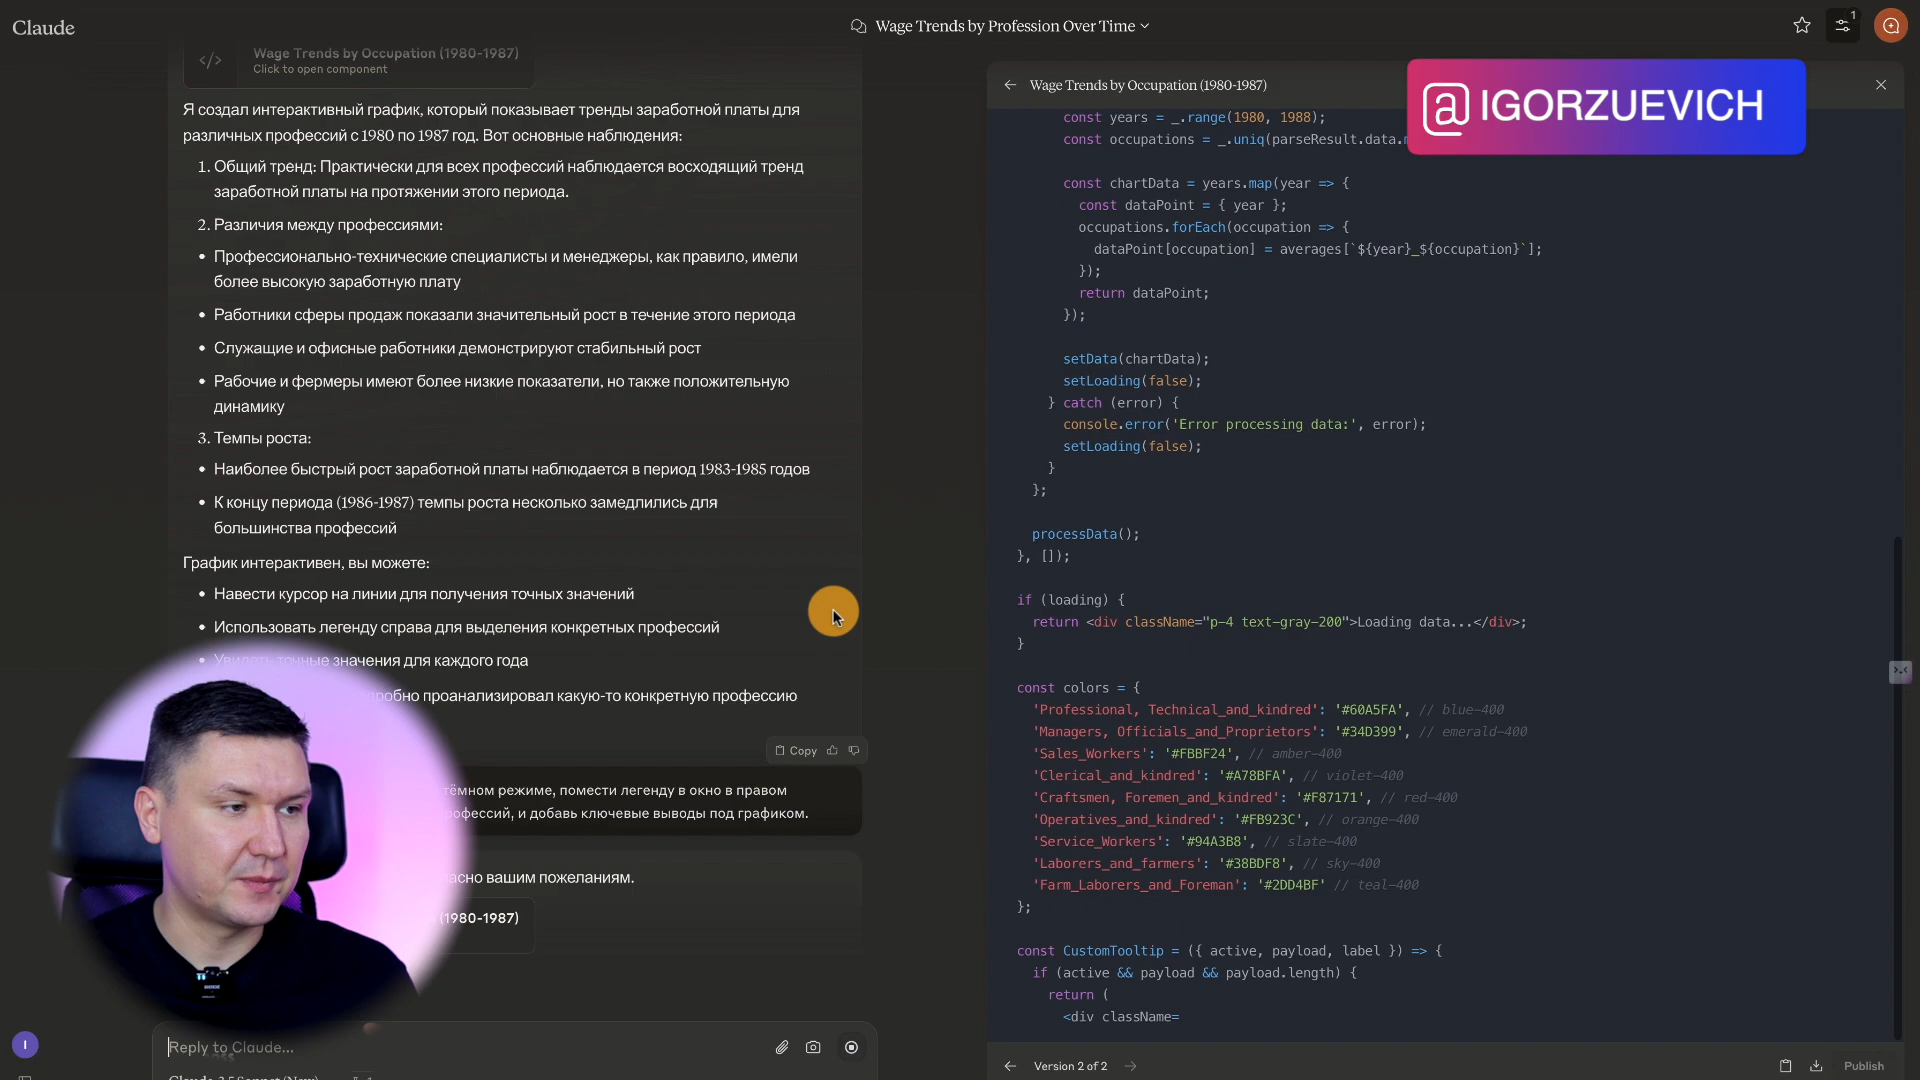 Claude
Wage Trends by Profession Over Time
1
Wage Trends by Occupation (1980-1987)
Click to open component
Я создал интерактивный график, который показывает тренды заработной платы для
различных профессий с 1980 по 1987 год. Вот основные наблюдения:
1. Общий тренд: Практически для всех профессий наблюдается восходящий тренд
заработной платы на протяжении этого периода.
2. Различия между профессиями:
• Профессионально-технические специалисты и менеджеры, как правило, имели
более высокую заработную плату
• Работники сферы продаж показали значительный рост в течение этого периода
• Служащие и офисные работники демонстрируют стабильный рост
• Рабочие и фермеры имеют более низкие показатели, но также положительную
динамику
3. Темпы роста:
• Наиболее быстрый рост заработной платы наблюдается в период 1983-1985 годов
• К концу периода (1986-1987) темпы роста несколько замедлились для
большинства профессий
График интерактивен, вы можете:
• Навести курсор на линии для получения точных значений
• Использовать легенду справа для выделения конкретных профессий
• Увидеть точные значения для каждого года
проанализировал какую-то конкретную профессию
Copy
тёмном режиме, помести легенду в окно в правом
и добавь ключевые выводы под графиком.
вашим пожеланиям.
(1980-1987)
I
Reply to Claude...
Wage Trends by Occupation (1980-1987)
@IGORZUEVICH
const years = _.range(1980, 1988);
const occupations = _.uniq(parseResult.data.
const chartData = years.map(year => {
const dataPoint = { year };
occupations.forEach(occupation => {
dataPoint[occupation] = averages[`${year}_${occupation}`];
});
return dataPoint;
});
setData(chartData);
setLoading(false);
} catch (error) {
console.error('Error processing data:', error);
setLoading(false);
}
};
processData();
}, []);
if (loading) {
return <div className="p-4 text-gray-200">Loading data...</div>;
}
const colors = {
'Professional, Technical_and_kindred': '#60A5FA', // blue-400
'Managers, Officials_and_Proprietors': '#34D399', // emerald-400
'Sales_Workers': '#FBBF24', // amber-400
'Clerical_and_kindred': '#A78BFA', // violet-400
'Craftsmen, Foremen_and_kindred': '#F87171', // red-400
'Operatives_and_kindred': '#FB923C', // orange-400
'Service_Workers': '#94A3B8', // slate-400
'Laborers_and_farmers': '#38BDF8', // sky-400
'Farm_Laborers_and_Foreman': '#2DD4BF' // teal-400
};
const CustomTooltip = ({ active, payload, label }) => {
if (active && payload && payload.length) {
return (
<div className=
Version 2 of 2
Publish